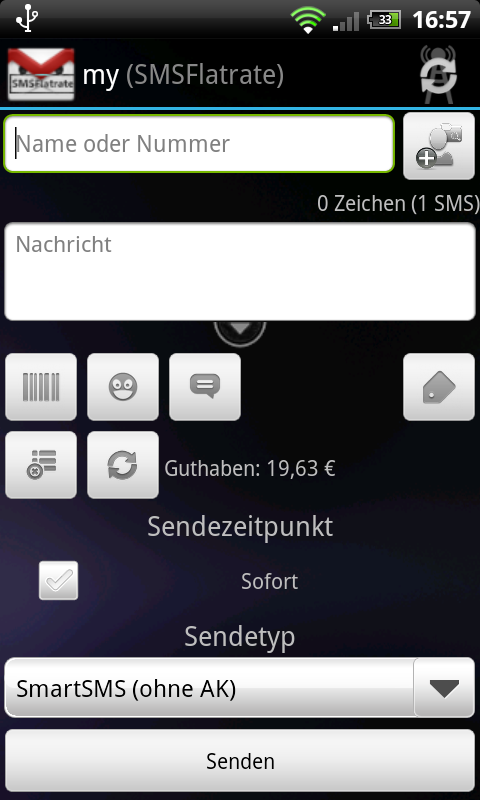 33 16:57
SMSFlatrate
my (SMSFlatrate)
Name oder Nummer
0 Zeichen (1 SMS)
Nachricht
Guthaben: 19,63 €
Sendezeitpunkt
Sofort
Sendetyp
SmartSMS (ohne AK)
Senden